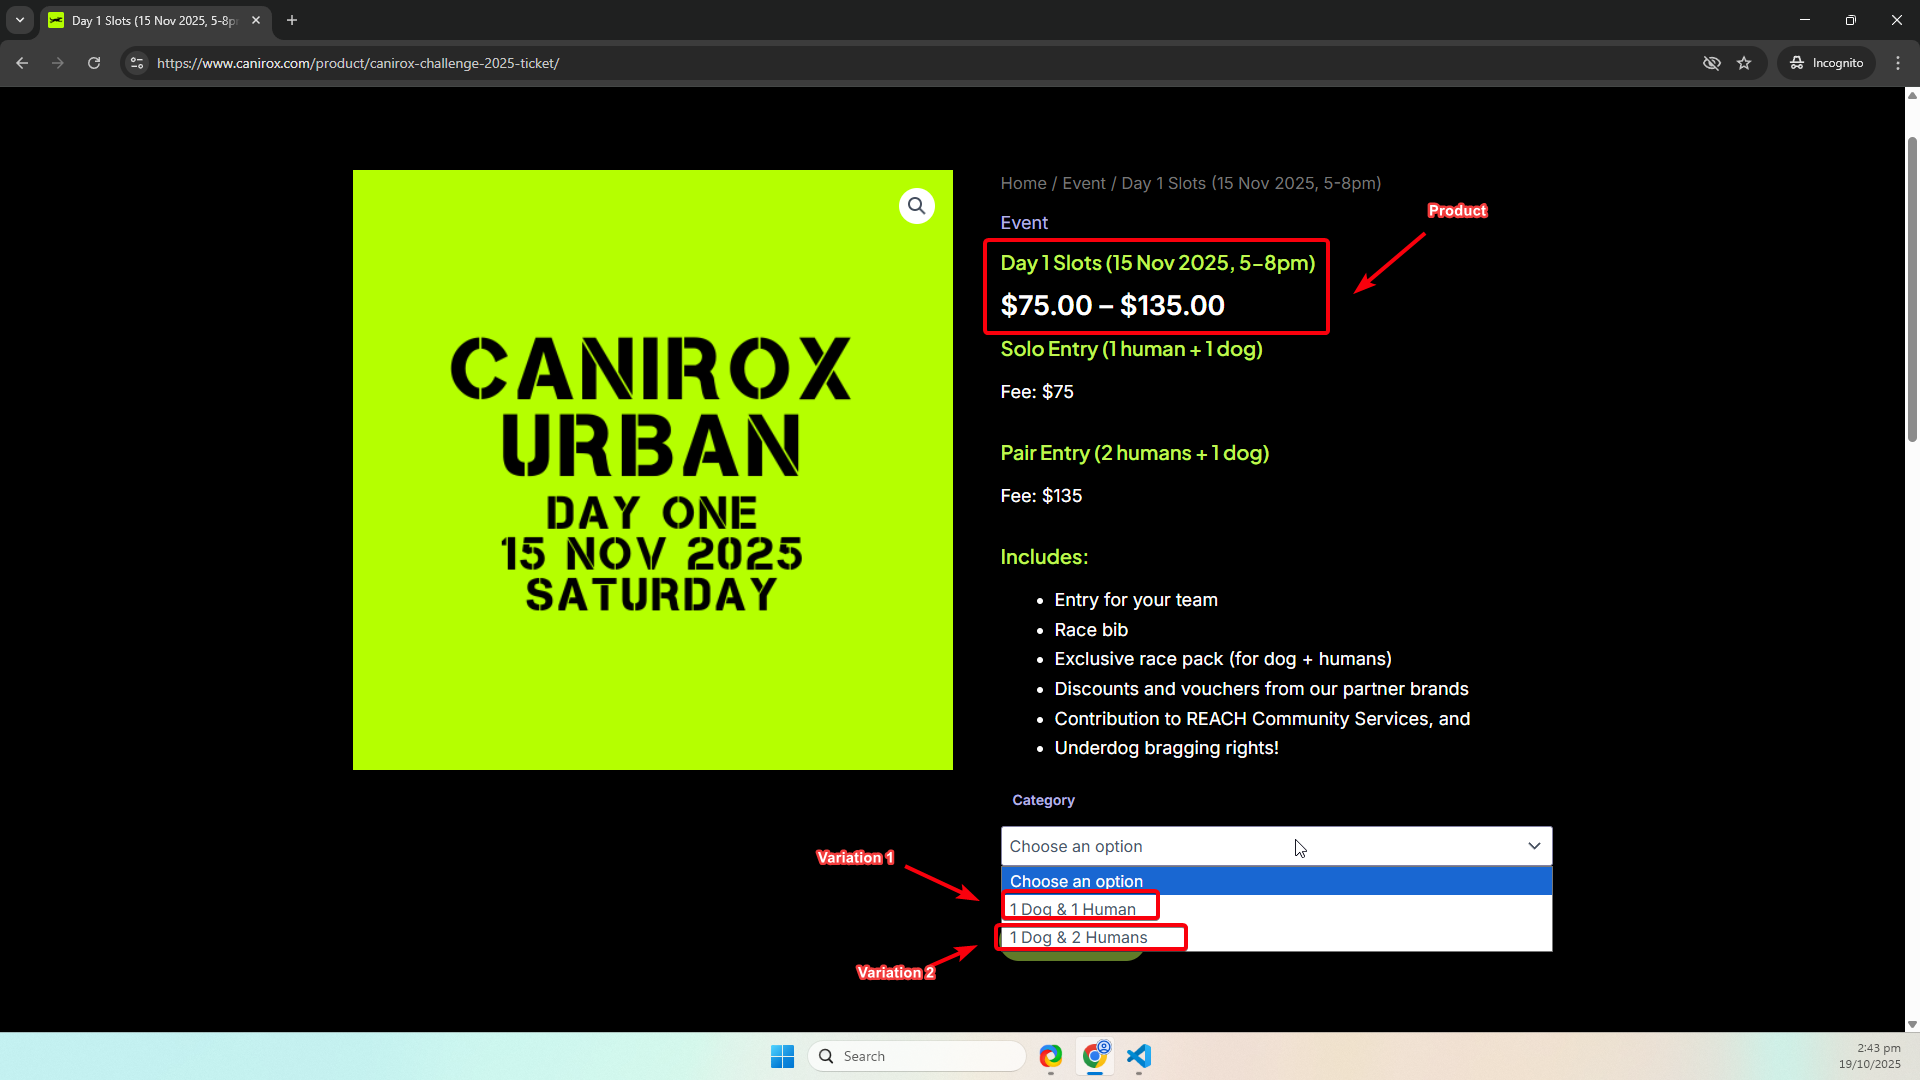 Day 1 Slots (15 Nov 2025, 5-8p
https://www.canirox.com/product/canirox-challenge-2025-ticket/
Incognito
CANIROX
URBAN
DAY ONE
15 NOV 2025
SATURDAY
Home / Event / Day 1 Slots (15 Nov 2025, 5-8pm)
Event
Product
Day 1 Slots (15 Nov 2025, 5–8pm)
$75.00 – $135.00
Solo Entry (1 human + 1 dog)
Fee: $75
Pair Entry (2 humans + 1 dog)
Fee: $135
Includes:
Entry for your team
Race bib
Exclusive race pack (for dog + humans)
Discounts and vouchers from our partner brands
Contribution to REACH Community Services, and
Underdog bragging rights!
Category
Choose an option
Choose an option
Variation 1
1 Dog & 1 Human
1 Dog & 2 Humans
Variation 2
Search
2:43 pm
19/10/2025